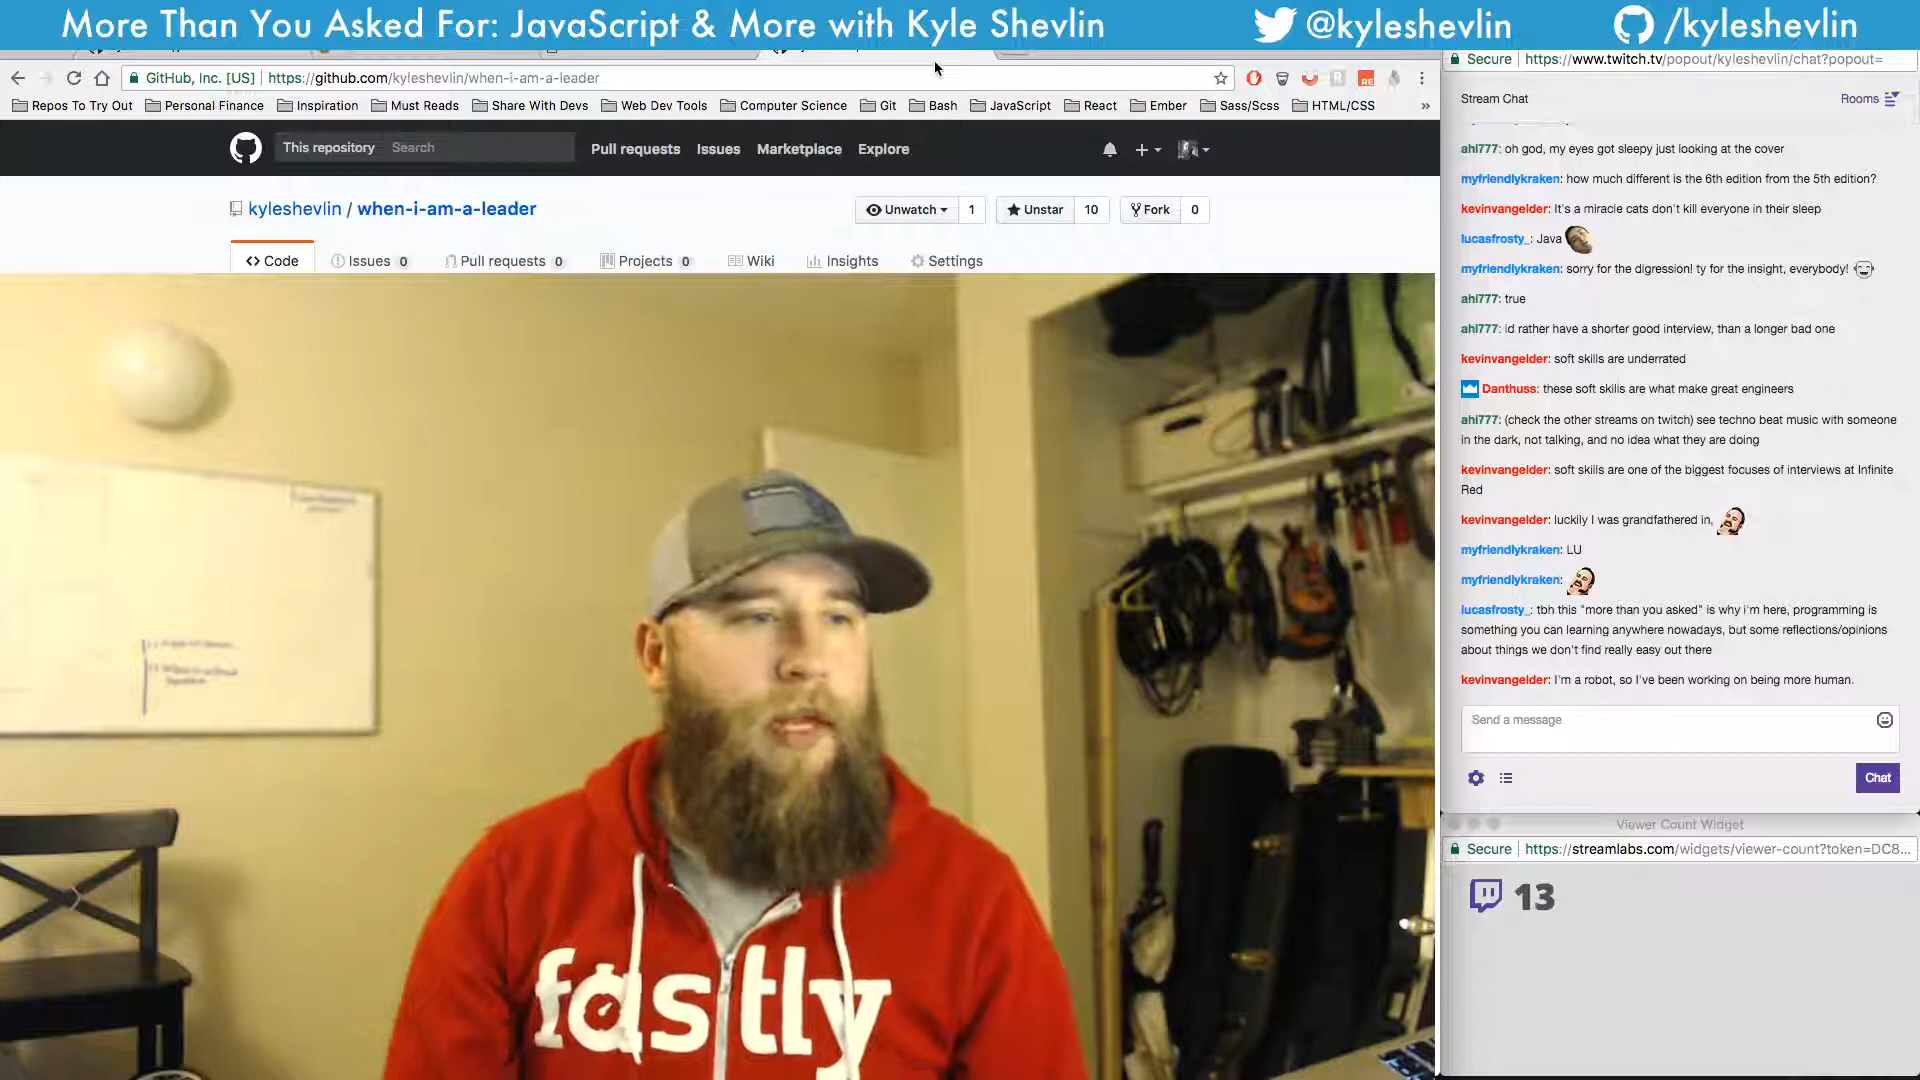 More Than You Asked For: JavaScript & More with Kyle Shevlin
@kyleshevlin
/kyleshevlin
GitHub, Inc. [US]
https://github.com/kyleshevlin/when-i-am-a-leader
Repos To Try Out
Personal Finance
Inspiration
Must Reads
Share With Devs
Web Dev Tools
Computer Science
Git
Bash
JavaScript
React
Ember
Sass/Scss
HTML/CSS
»
This repository
Search
Pull requests
Issues
Marketplace
Explore
kyleshevlin / when-i-am-a-leader
Unwatch
1
Unstar
10
Fork
0
Code
Issues 0
Pull requests 0
Projects 0
Wiki
Insights
Settings
fastly
Secure
https://www.twitch.tv/popout/kyleshevlin/chat?popout=
Stream Chat
Rooms
ahi777: oh god, my eyes got sleepy just looking at the cover
myfriendlykraken: how much different is the 6th edition from the 5th edition?
kevinvangelder: It's a miracle cats don't kill everyone in their sleep
lucasfrosty_: Java
myfriendlykraken: sorry for the digression! ty for the insight, everybody!
ahi777: true
ahi777: id rather have a shorter good interview, than a longer bad one
kevinvangelder: soft skills are underrated
Danthuss: these soft skills are what make great engineers
ahi777: (check the other streams on twitch) see techno beat music with someone
in the dark, not talking, and no idea what they are doing
kevinvangelder: soft skills are one of the biggest focuses of interviews at Infinite
Red
kevinvangelder: luckily I was grandfathered in,
myfriendlykraken: LU
myfriendlykraken:
lucasfrosty_: tbh this "more than you asked" is why i'm here, programming is
something you can learning anywhere nowadays, but some reflections/opinions
about things we don't find really easy out there
kevinvangelder: I'm a robot, so I've been working on being more human.
Send a message
Chat
Viewer Count Widget
Secure
https://streamlabs.com/widgets/viewer-count?token=DC8...
13